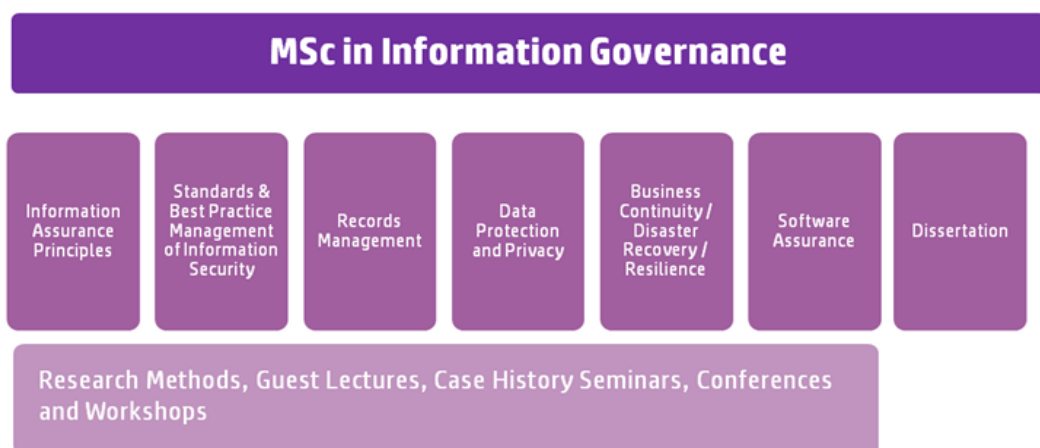 MSc in Information Governance
Information
Assurance
Principles
Standards &
Best Practice
Management
of Information
Security
Records
Management
Data
Protection
and Privacy
Business
Continuity /
Disaster
Recovery /
Resilience
Software
Assurance
Dissertation
Research Methods, Guest Lectures, Case History Seminars, Conferences
and Workshops